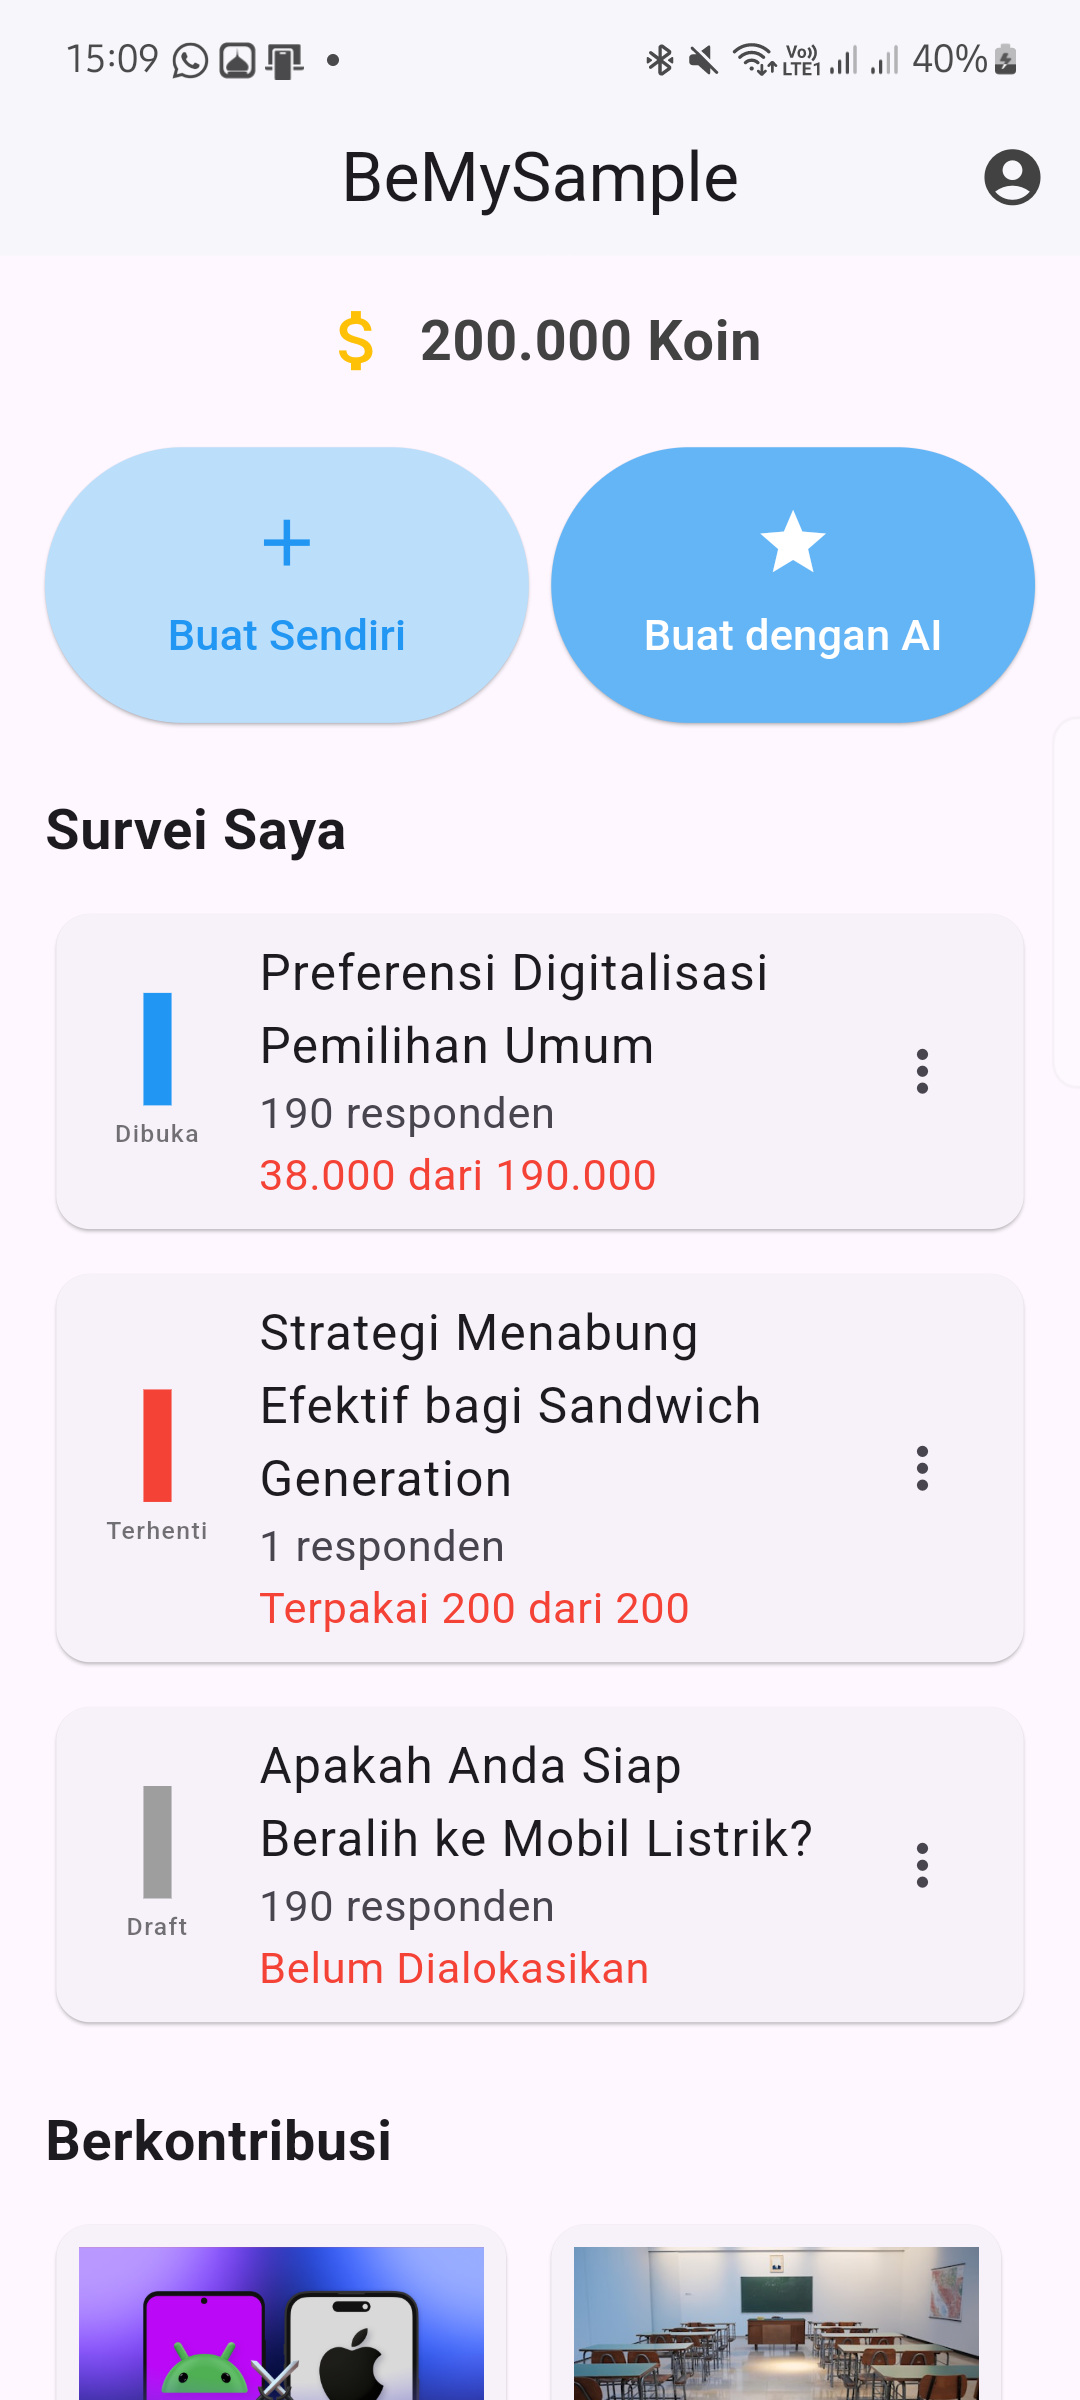 15:09
Vo))
LTE1
40%
BeMySample
$ 200.000 Koin
Buat Sendiri
Buat dengan AI
Survei Saya
Preferensi Digitalisasi
Pemilihan Umum
190 responden
38.000 dari 190.000
Dibuka
Strategi Menabung
Efektif bagi Sandwich
Generation
1 responden
Terpakai 200 dari 200
Terhenti
Apakah Anda Siap
Beralih ke Mobil Listrik?
190 responden
Belum Dialokasikan
Draft
Berkontribusi